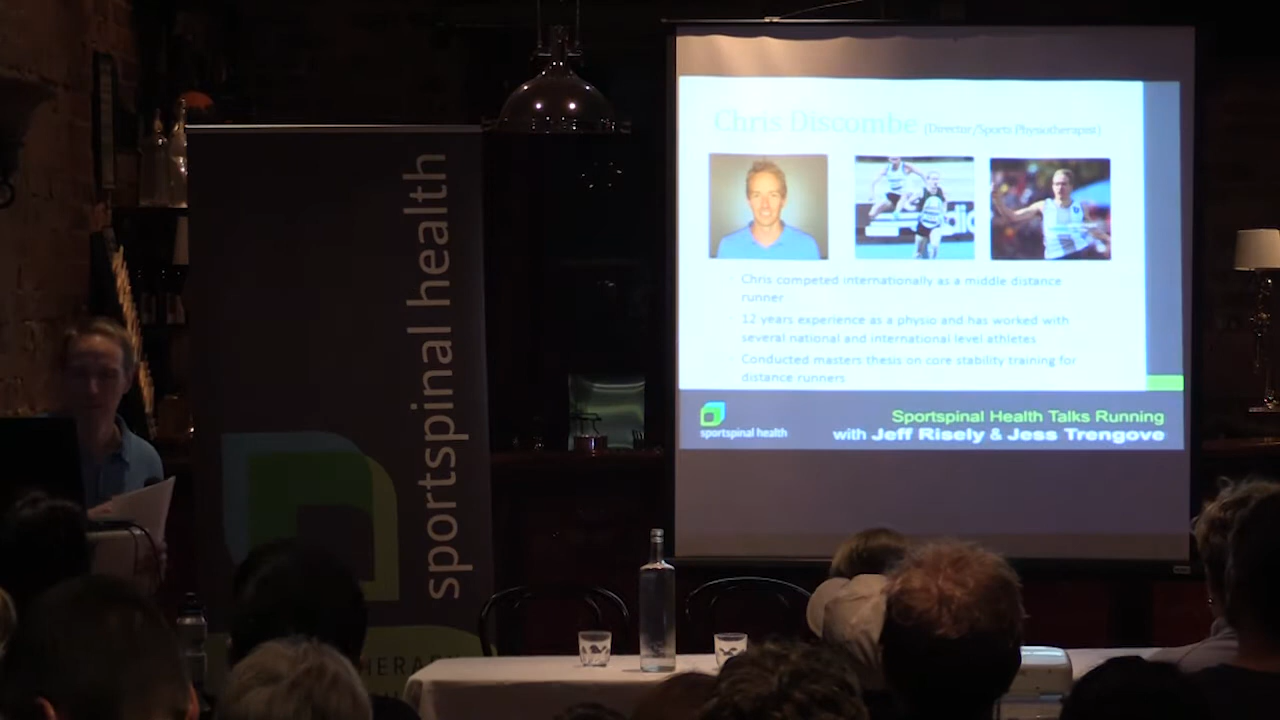 sportspinal health
Chris Discombe (Director/Sports Physiotherapist)
Chris competed internationally as a middle distance
runner
12 years experience as a physio and has worked with
several national and international level athletes
Conducted masters thesis on core stability training for
distance runners
sportspinal health
Sportspinal Health Talks Running
with Jeff Risely & Jess Trengove